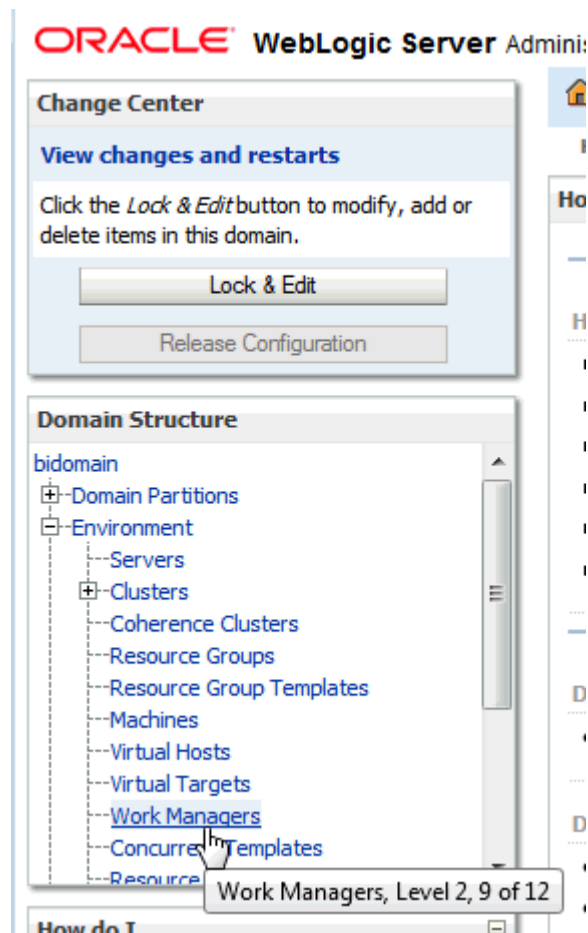 ORACLE WebLogic Server
Change Center
View changes and restarts
Click the Lock & Edit button to modify, add or
delete items in this domain.
Lock & Edit
Release Configuration
Domain Structure
bidomain
Domain Partitions
Environment
Servers
Clusters
Coherence Clusters
Resource Groups
Resource Group Templates
Machines
Virtual Hosts
Virtual Targets
Work Managers
Templates
Resource
Work Managers, Level 2, 9 of 12
How do I